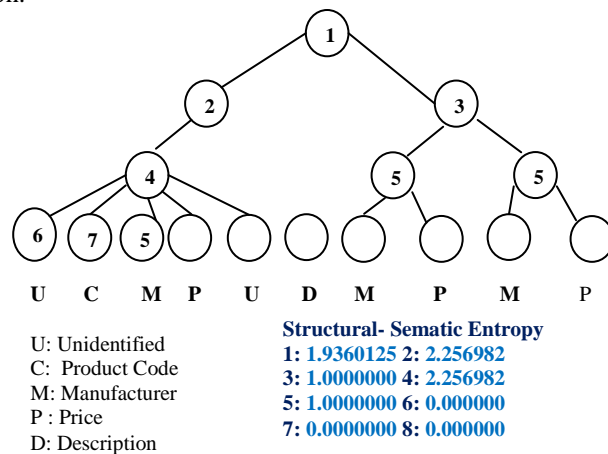 on.
1
2 3
4 5 5
6 7 5
U C M P U D M P M P
U: Unidentified
C: Product Code
M: Manufacturer
P : Price
D: Description
Structural- Sematic Entropy
1: 1.9360125 2: 2.256982
3: 1.0000000 4: 2.256982
5: 1.0000000 6: 0.000000
7: 0.0000000 8: 0.000000